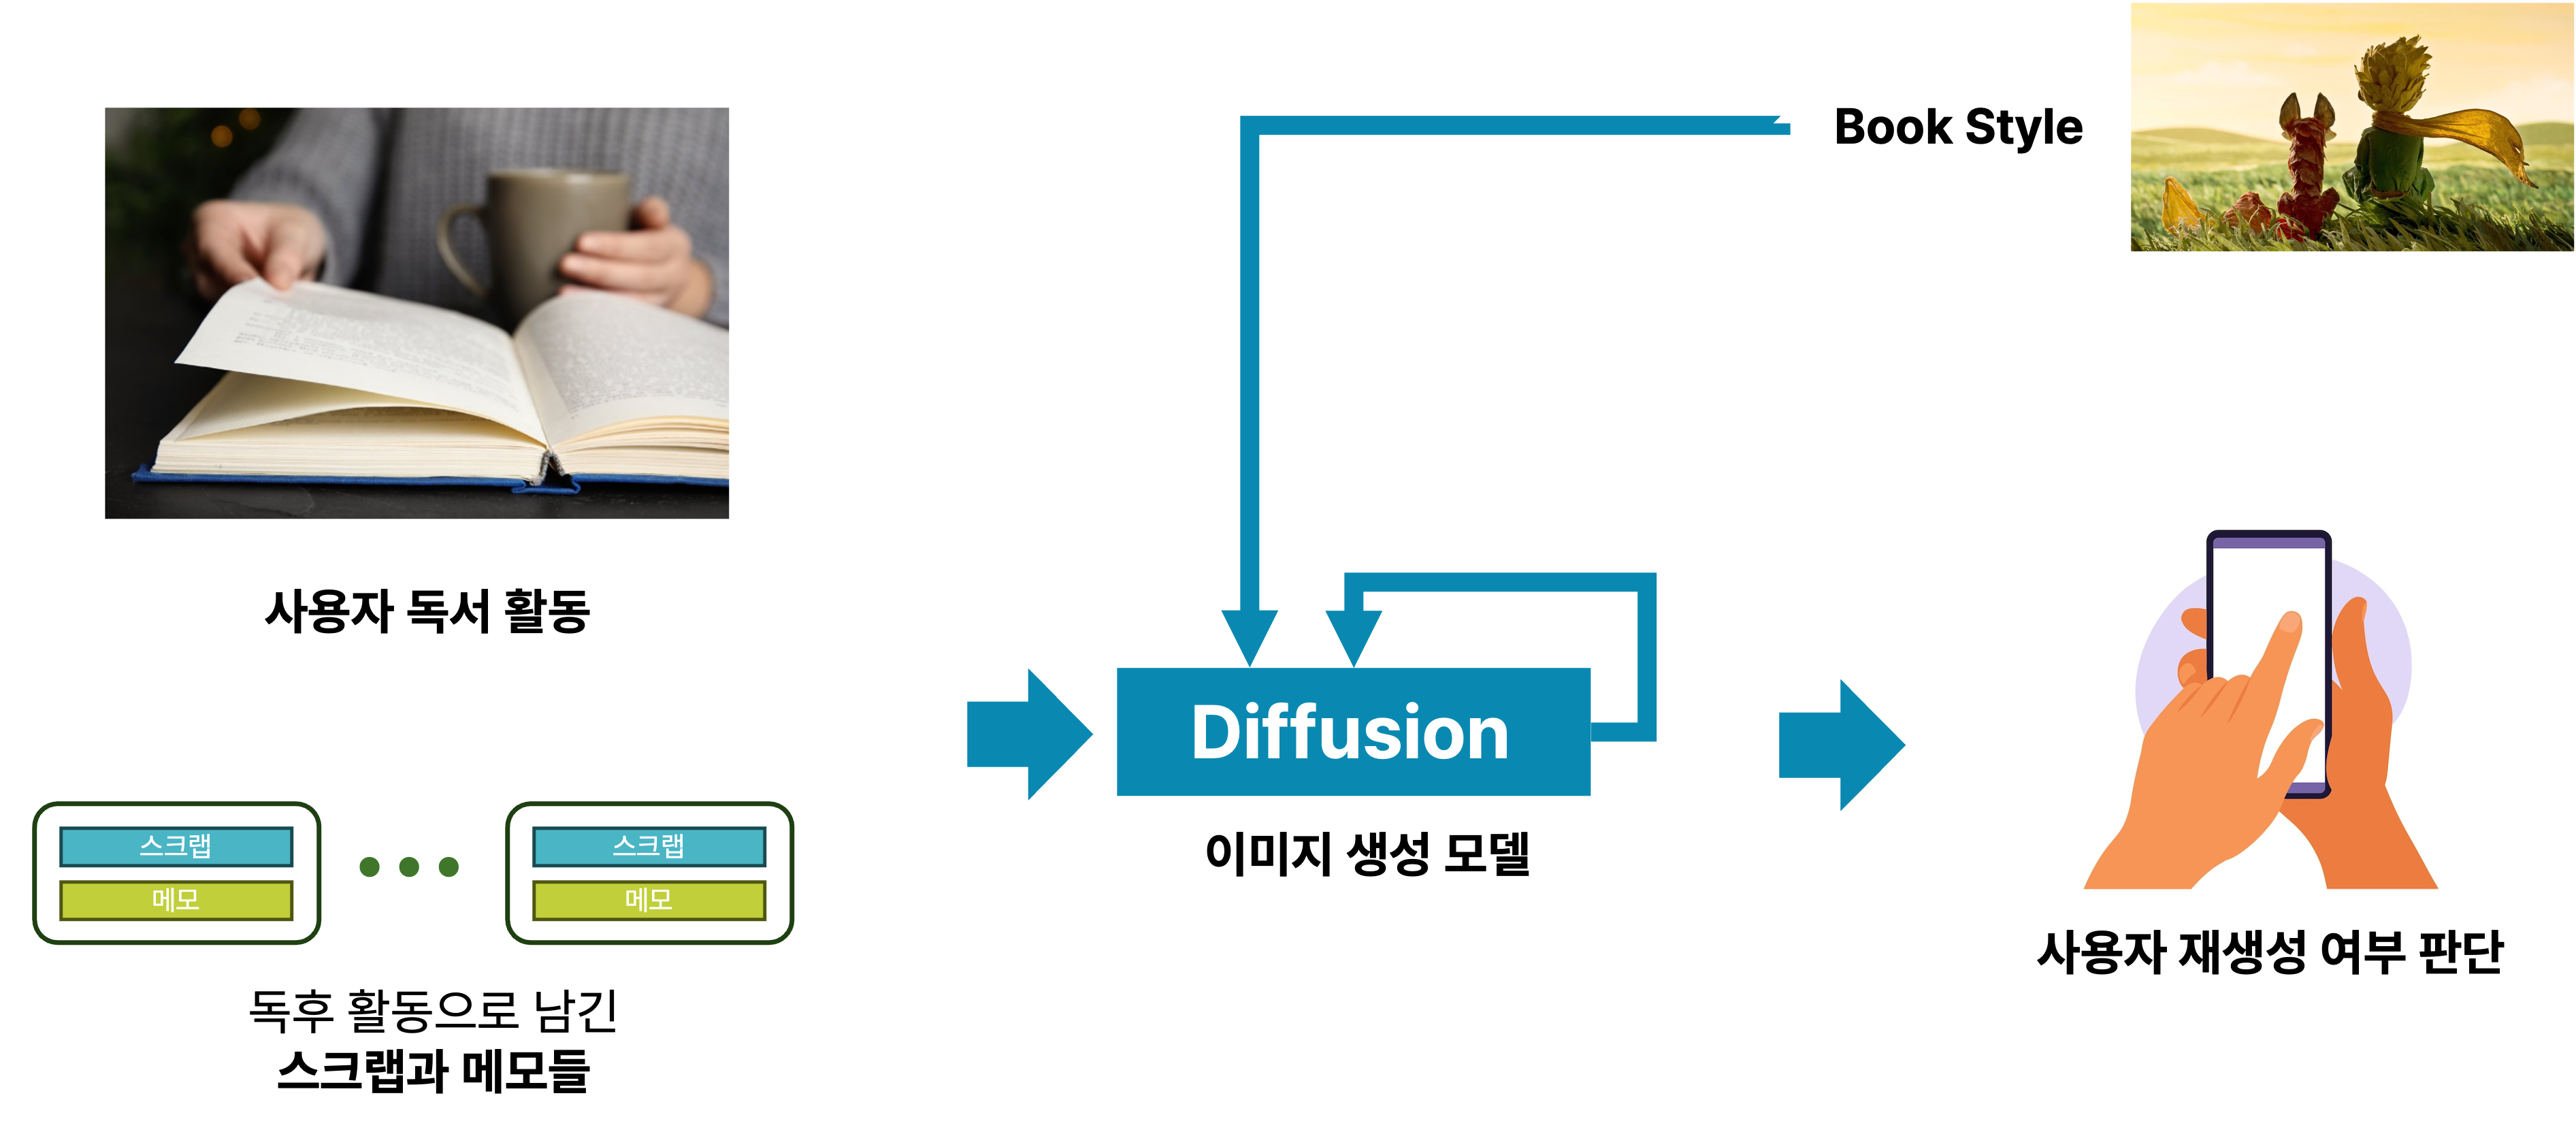 Book Style
사용자 독서 활동
Diffusion
이미지 생성 모델
스크랩
메모
스크랩
메모
독후 활동으로 남긴
스크랩과 메모들
사용자 재생성 여부 판단